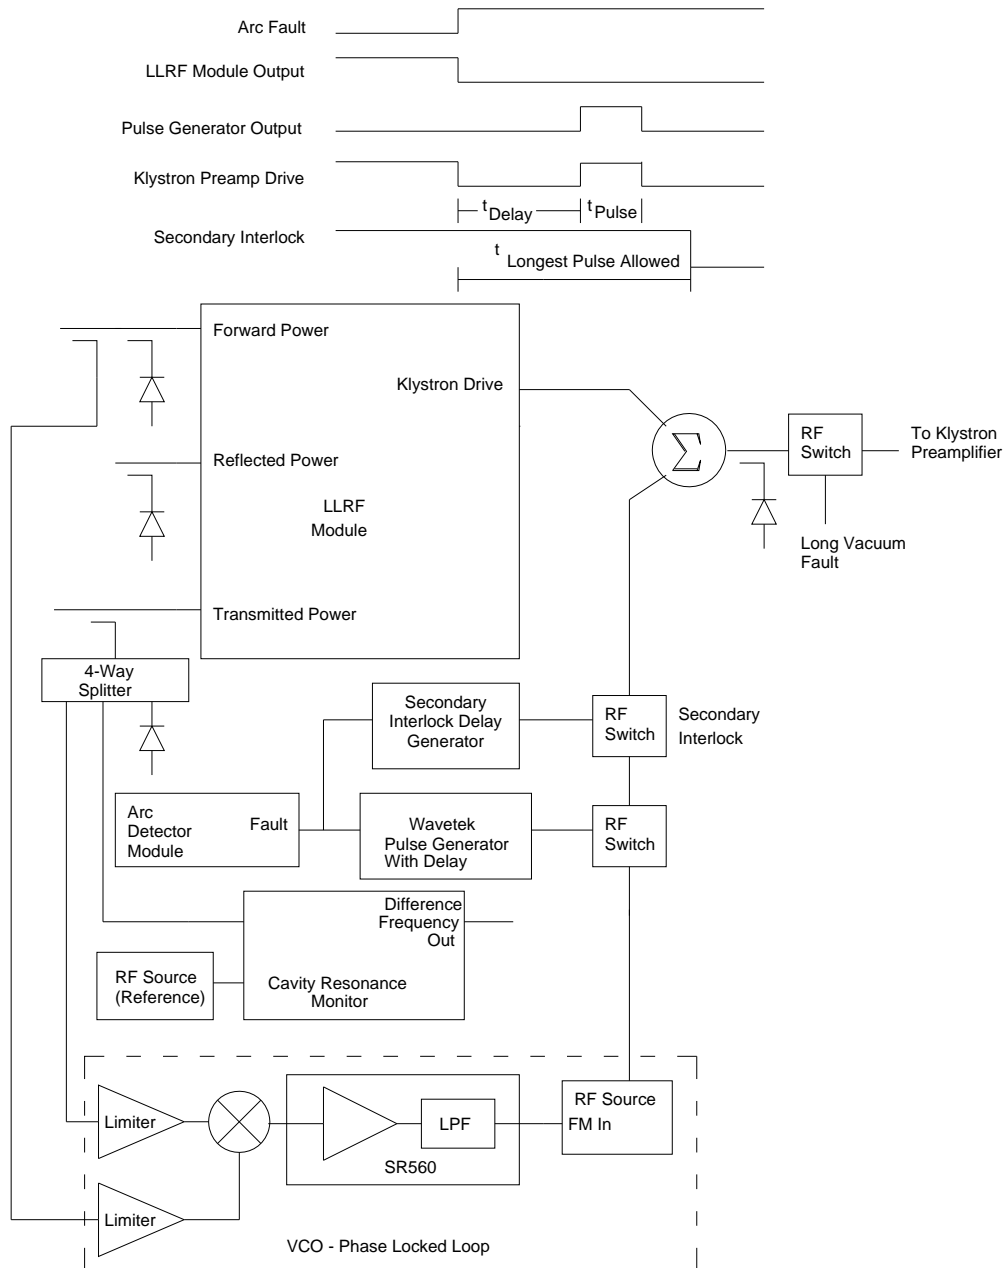 Arc Fault
LLRF Module Output
Pulse Generator Output
Klystron Preamp Drive
t Delay
t Pulse
Secondary Interlock
t Longest Pulse Allowed
Forward Power
Klystron Drive
Reflected Power
LLRF
Module
Transmitted Power
Σ
RF
Switch
To Klystron
Preamplifier
Long Vacuum
Fault
4-Way
Splitter
Secondary
Interlock Delay
Generator
RF
Switch
Secondary
Interlock
Arc
Detector
Module
Fault
Wavetek
Pulse Generator
With Delay
RF
Switch
Difference
Frequency
Out
RF Source
(Reference)
Cavity Resonance
Monitor
Limiter
LPF
SR560
RF Source
FM In
Limiter
VCO - Phase Locked Loop